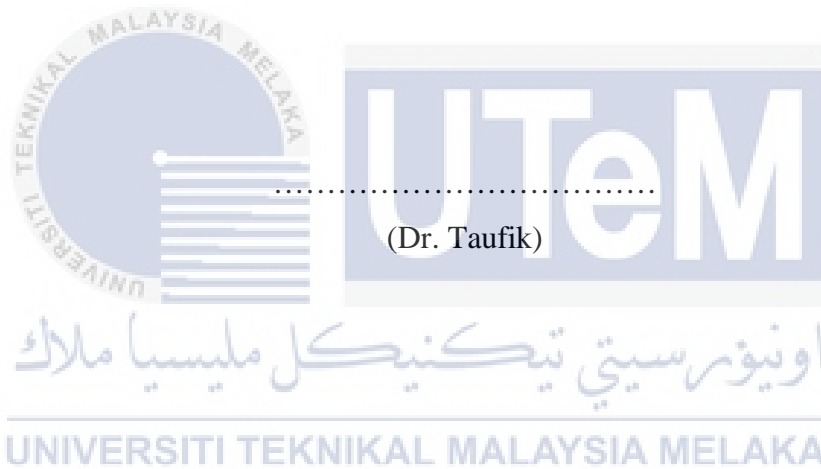 UNIVERSITI TEKNIKAL MALAYSIA MELAKA
UTeM
....................................
(Dr. Taufik)
اونيۏرسيتي تيكنيكل مليسيا ملاك
UNIVERSITI TEKNIKAL MALAYSIA MELAKA